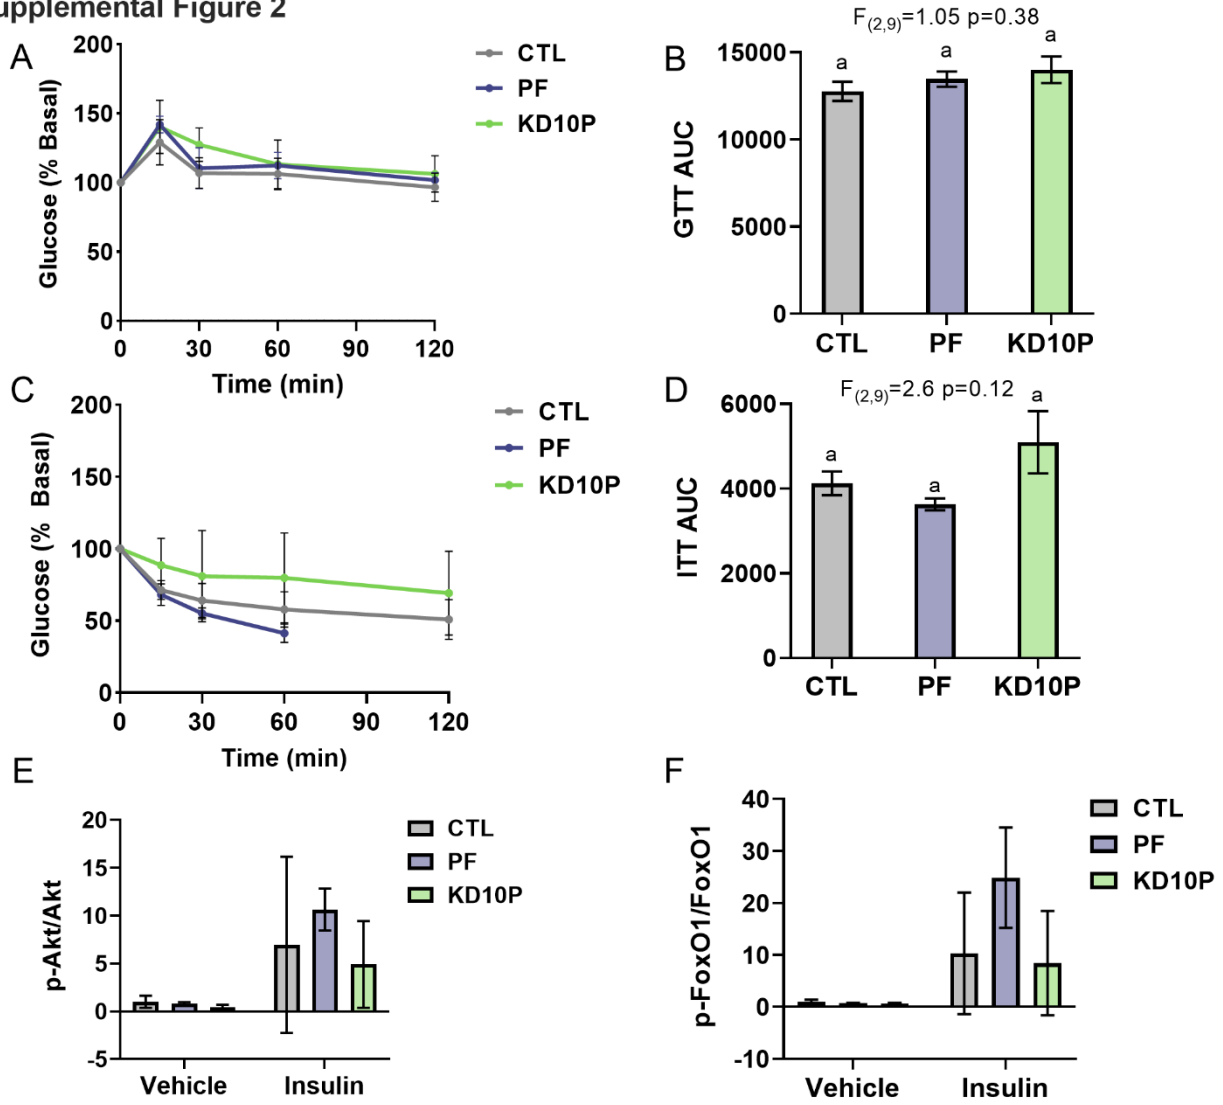 upplemental Figure 2
A
200
150
100
50
0
Glucose (% Basal)
0 30 60 90 120
Time (min)
CTL
PF
KD10P
B
F(2,9)=1.05 p=0.38
15000
10000
5000
0
GTT AUC
a a a
CTL PF KD10P
C
200
150
100
50
0
Glucose (% Basal)
0 30 60 90 120
Time (min)
CTL
PF
KD10P
D
F(2,9)=2.6 p=0.12
6000
4000
2000
0
ITT AUC
a a a
CTL PF KD10P
E
20
15
10
5
0
-5
p-Akt/Akt
Vehicle Insulin
CTL
PF
KD10P
F
40
30
20
10
0
-10
p-FoxO1/FoxO1
Vehicle Insulin
CTL
PF
KD10P